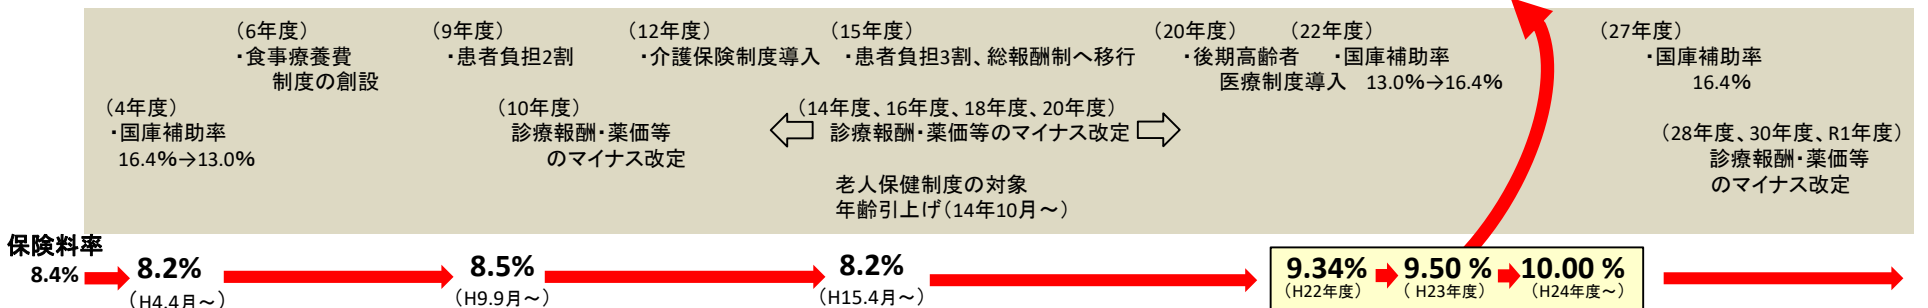 （6年度）
・食事療養費
制度の創設
（9年度）
・患者負担2割
（12年度）
・介護保険制度導入
（15年度）
・患者負担3割、総報酬制へ移行
（20年度）
・後期高齢者
医療制度導入
（22年度）
・国庫補助率
13.0%→16.4%
（27年度）
・国庫補助率
16.4%
（4年度）
・国庫補助率
16.4%→13.0%
（10年度）
診療報酬・薬価等
のマイナス改定
（14年度、16年度、18年度、20年度）
診療報酬・薬価等のマイナス改定
（28年度、30年度、R1年度）
診療報酬・薬価等
のマイナス改定
老人保健制度の対象
年齢引上げ（14年10月～）
保険料率
8.4%
8.2%
（H4.4月～）
8.5%
（H9.9月～）
8.2%
（H15.4月～）
9.34%
（H22年度）
9.50 %
（ H23年度）
10.00 %
（H24年度～）